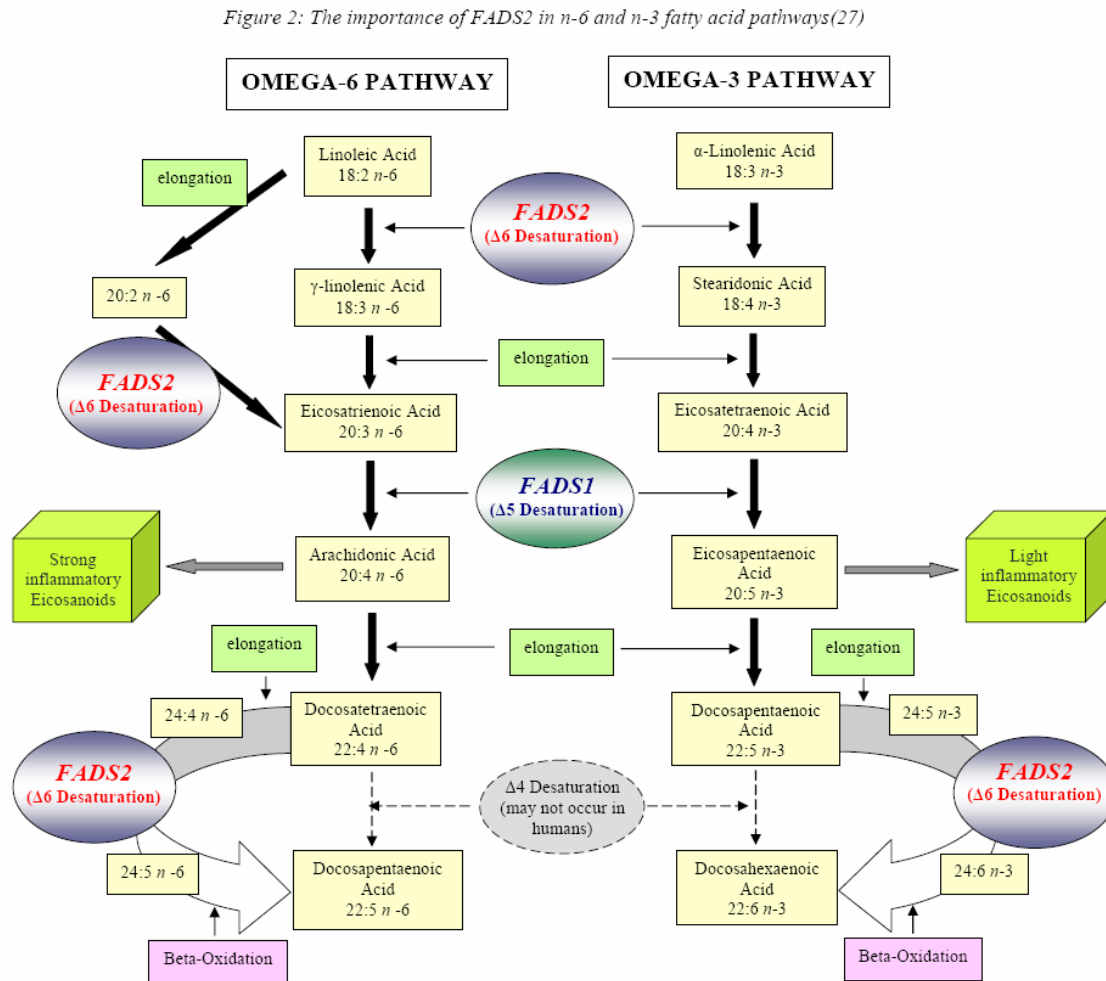 Figure 2: The importance of FADS2 in n-6 and n-3 fatty acid pathways(27)
OMEGA-6 PATHWAY
OMEGA-3 PATHWAY
elongation
Linoleic Acid
18:2 n-6
FADS2
(Δ6 Desaturation)
α-Linolenic Acid
18:3 n-3
20:2 n -6
γ-linolenic Acid
18:3 n -6
Stearidonic Acid
18:4 n-3
FADS2
(Δ6 Desaturation)
elongation
Eicosatrienoic Acid
20:3 n -6
Eicosatetraenoic Acid
20:4 n-3
FADS1
(Δ5 Desaturation)
Strong
inflammatory
Eicosanoids
Arachidonic Acid
20:4 n -6
Eicosapentaenoic
Acid
20:5 n-3
Light
inflammatory
Eicosanoids
elongation
elongation
elongation
24:4 n -6
Docosatetraenoic
Acid
22:4 n -6
Docosapentaenoic
Acid
22:5 n-3
24:5 n-3
FADS2
(Δ6 Desaturation)
Δ4 Desaturation
(may not occur in
humans)
FADS2
(Δ6 Desaturation)
24:5 n -6
Docosapentaenoic
Acid
22:5 n -6
Docosahexaenoic
Acid
22:6 n-3
24:6 n-3
Beta-Oxidation
Beta-Oxidation